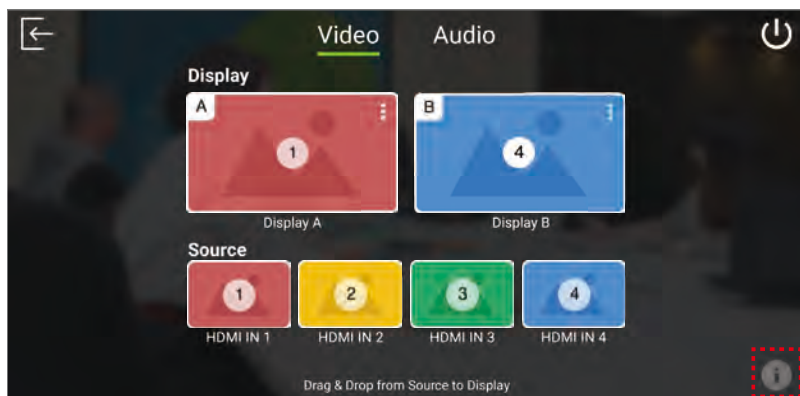 Video Audio
Display
A B
1 4
Display A Display B
Source
1 2 3 4
HDMI IN 1 HDMI IN 2 HDMI IN 3 HDMI IN 4
Drag & Drop from Source to Display
i